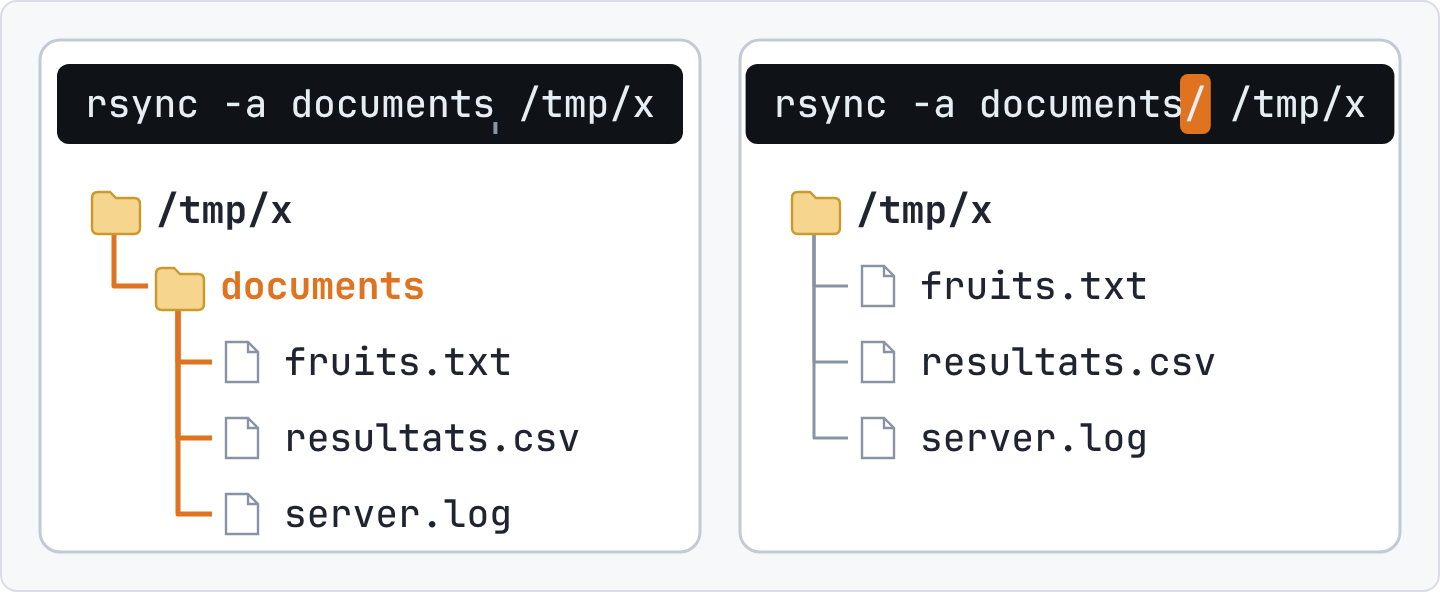 rsync -a documents /tmp/x
/tmp/x
documents
fruits.txt
resultats.csv
server.log
rsync -a documents/ /tmp/x
/tmp/x
fruits.txt
resultats.csv
server.log